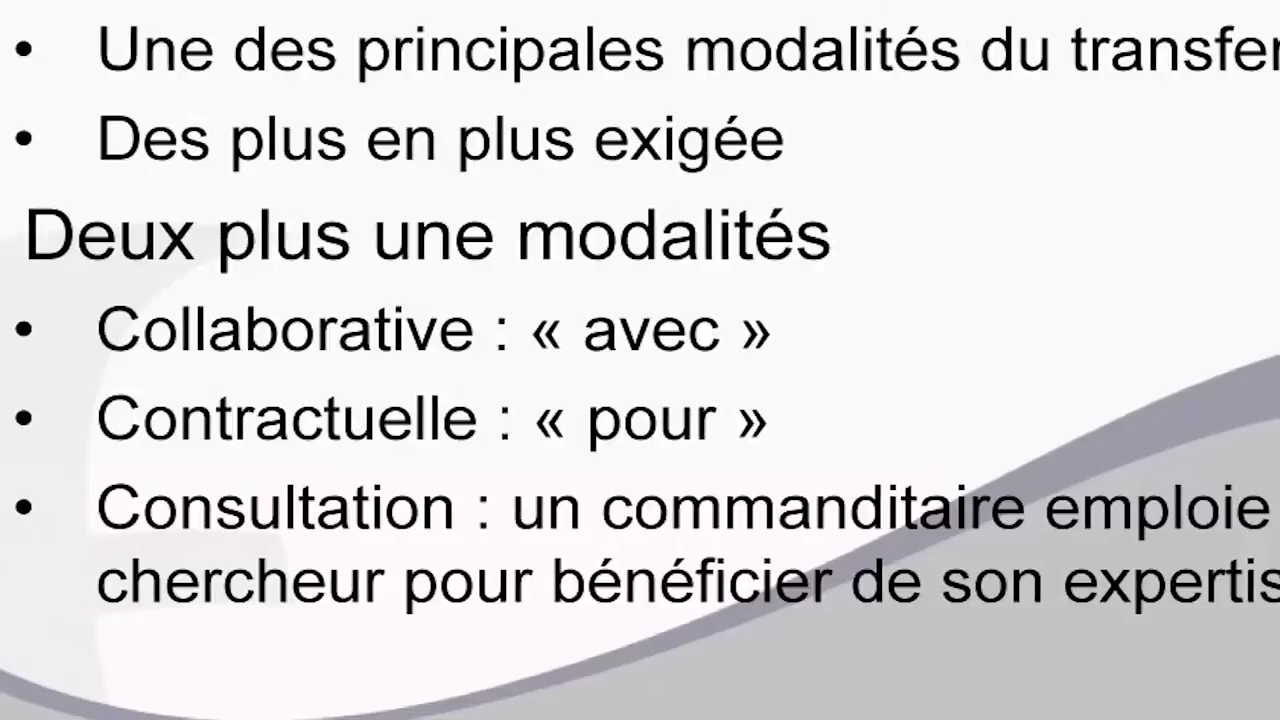 • Une des principales modalités du transfer
• Des plus en plus exigée
Deux plus une modalités
• Collaborative : « avec »
• Contractuelle : « pour »
• Consultation : un commanditaire emploie
chercheur pour bénéficier de son expertis